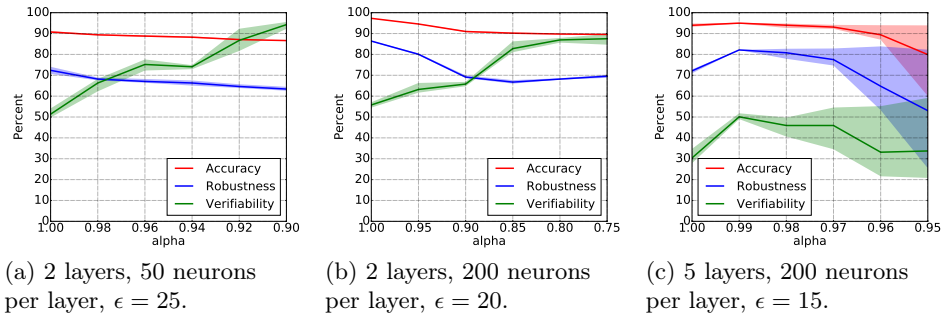 100
90
80
70
60
50
40
30
20
10
0
Percent
1.00 0.98 0.96 0.94 0.92 0.90
alpha
Accuracy
Robustness
Verifiability
(a) 2 layers, 50 neurons
per layer, ϵ = 25.
100
90
80
70
60
50
40
30
20
10
0
Percent
1.00 0.95 0.90 0.85 0.80 0.75
alpha
Accuracy
Robustness
Verifiability
(b) 2 layers, 200 neurons
per layer, ϵ = 20.
100
90
80
70
60
50
40
30
20
10
0
Percent
1.00 0.99 0.98 0.97 0.96 0.95
alpha
Accuracy
Robustness
Verifiability
(c) 5 layers, 200 neurons
per layer, ϵ = 15.